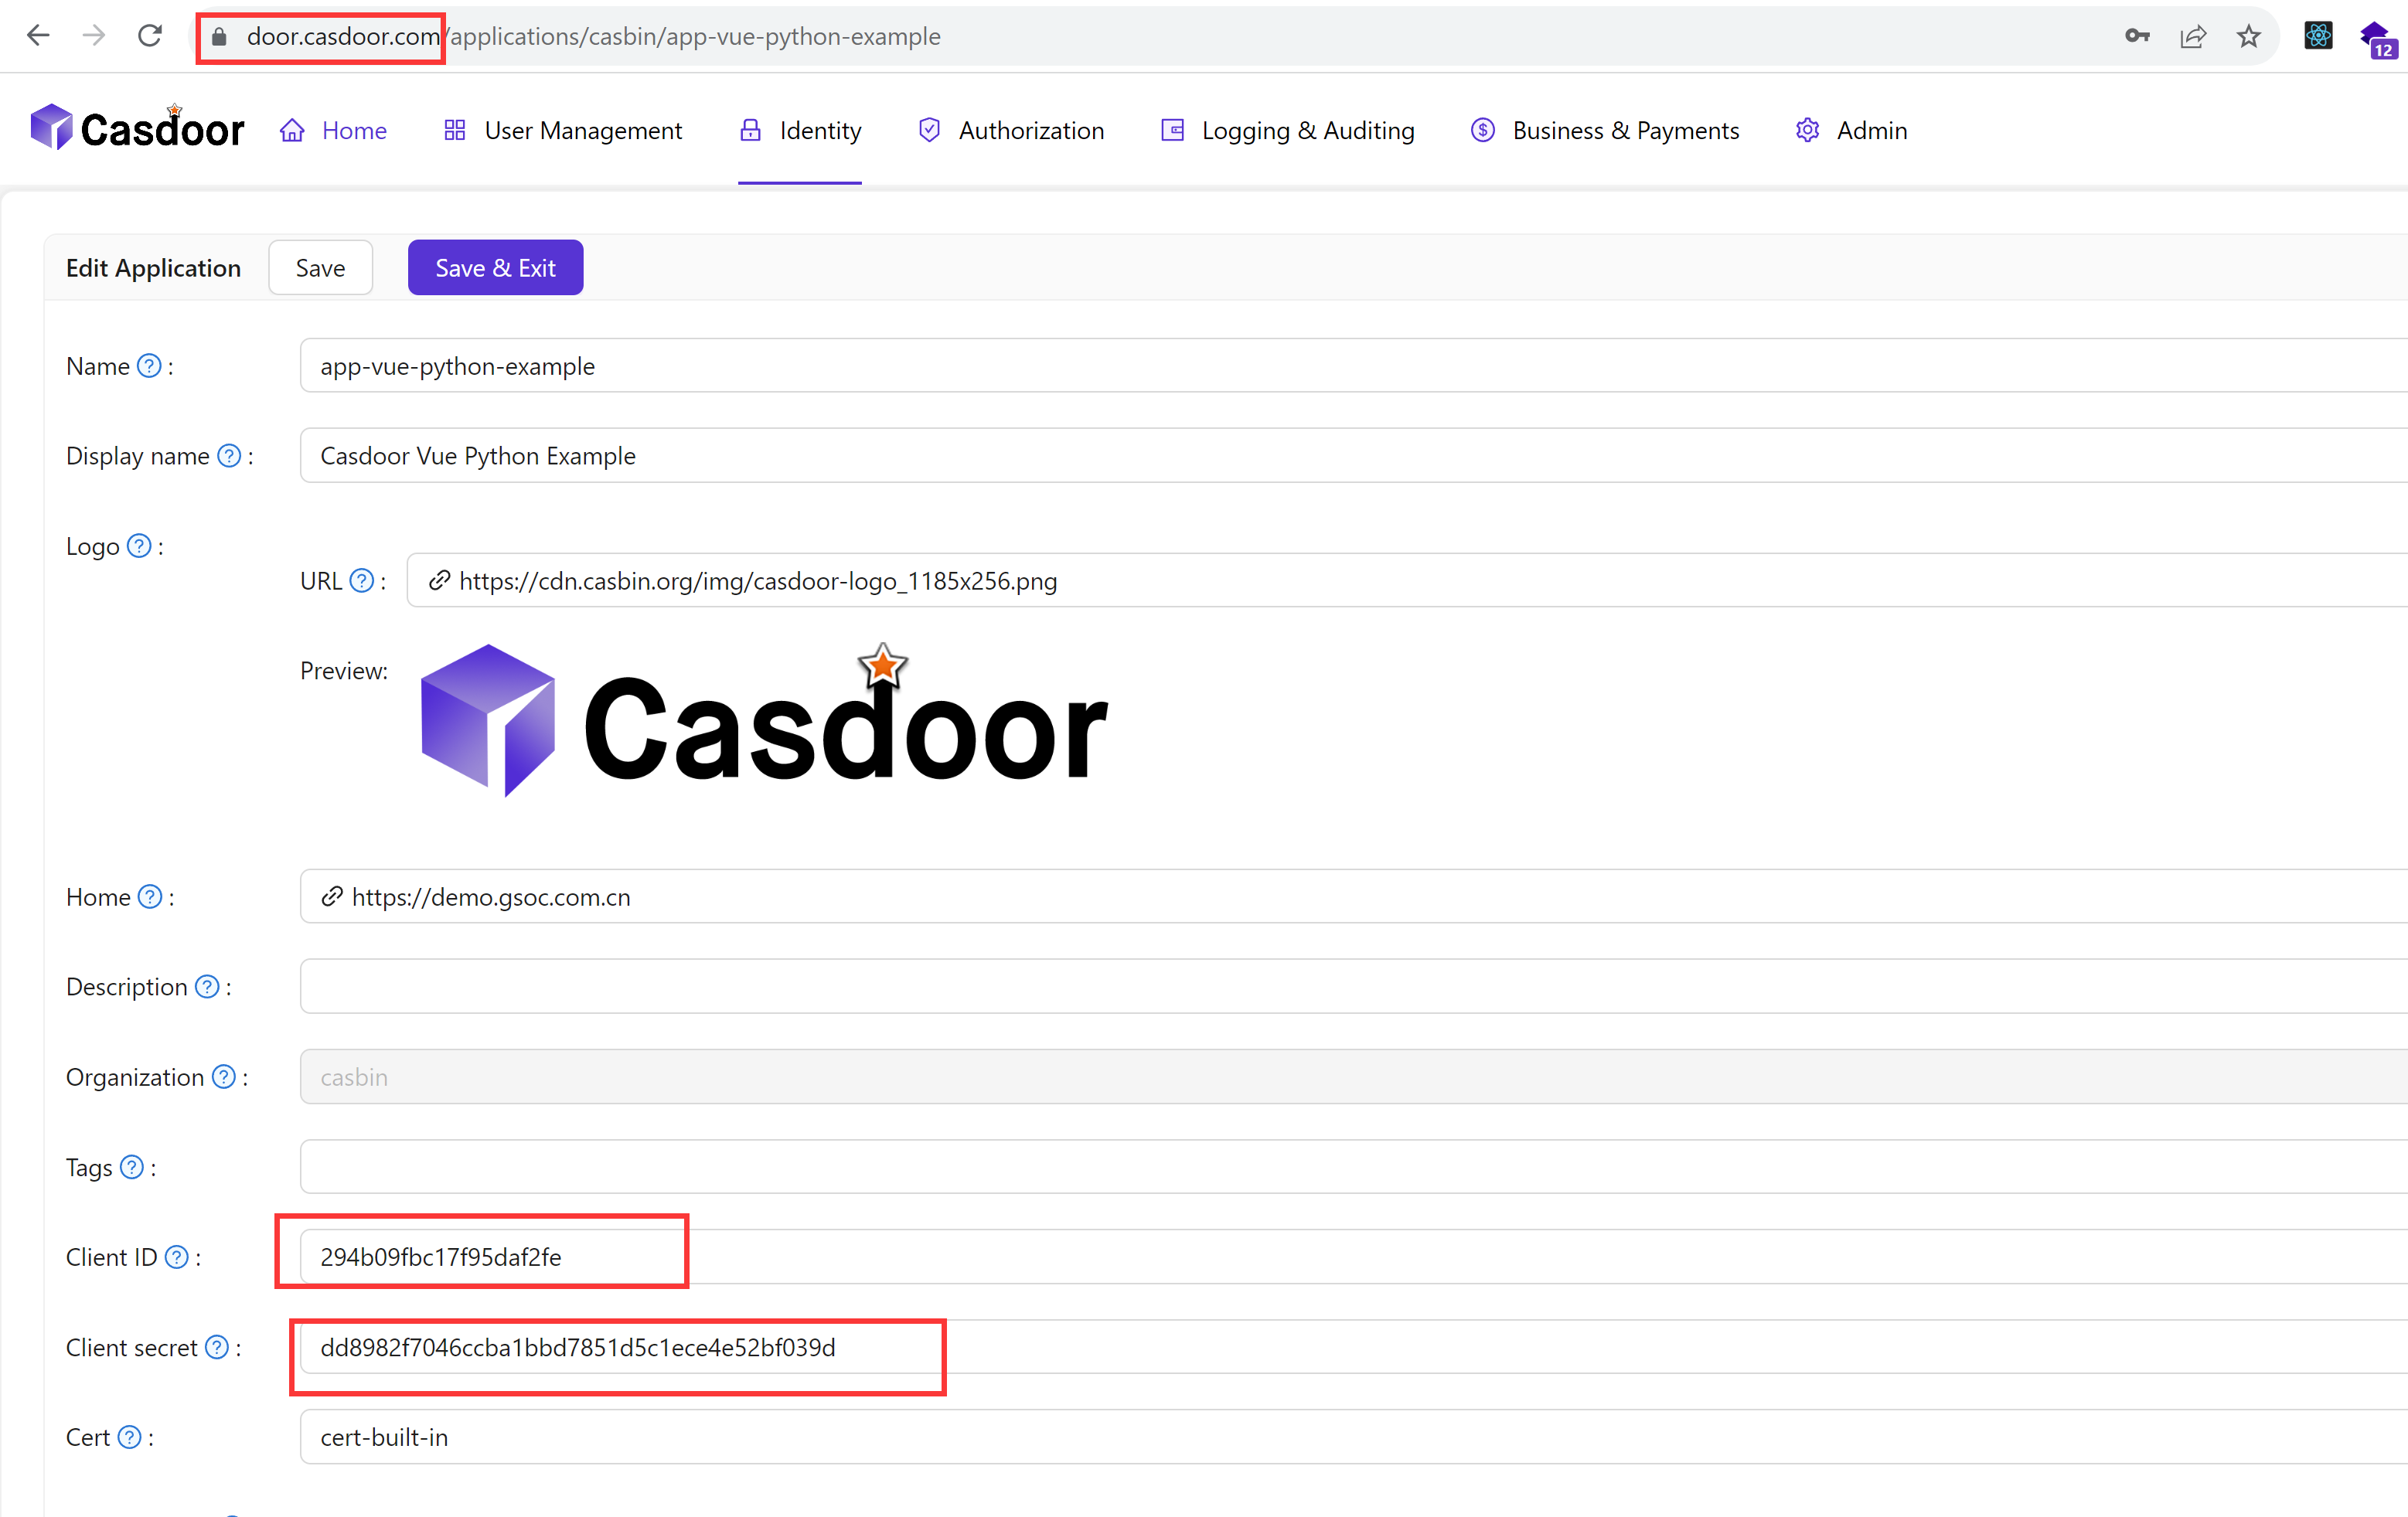 door.casdoor.com/applications/casbin/app-vue-python-example
12
Casdoor Home User Management Identity Authorization Logging & Auditing Business & Payments Admin
Edit Application Save Save & Exit
Name ? : app-vue-python-example
Display name ? : Casdoor Vue Python Example
Logo ? :
URL ? : https://cdn.casbin.org/img/casdoor-logo_1185x256.png
Preview: Casdoor
Home ? : https://demo.gsoc.com.cn
Description ? :
Organization ? : casbin
Tags ? :
Client ID ? : 294b09fbc17f95daf2fe
Client secret ? : dd8982f7046ccba1bbd7851d5c1ece4e52bf039d
Cert ? : cert-built-in